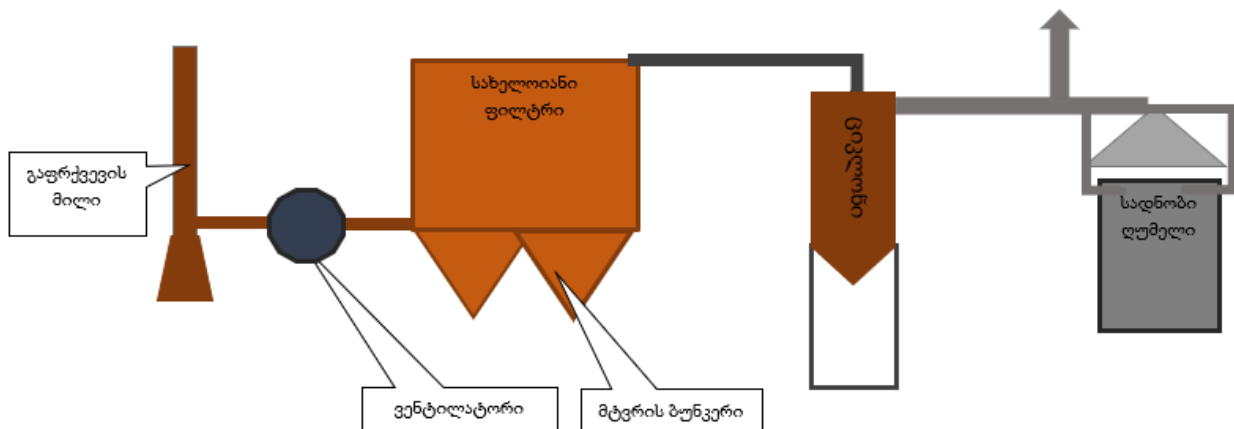 სახელოიანი
ფილტრი
ციკლონი
გაფრქვევის
მილი
სადნობი
ღუმელი
ვენტილატორი
მტვრის ბუნკერი